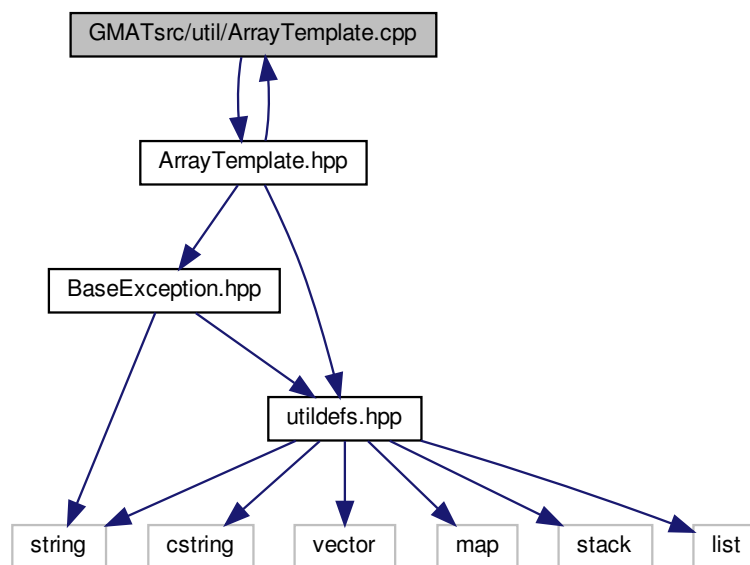 GMATsrc/util/ArrayTemplate.cpp
ArrayTemplate.hpp
BaseException.hpp
utildefs.hpp
string cstring vector map stack list